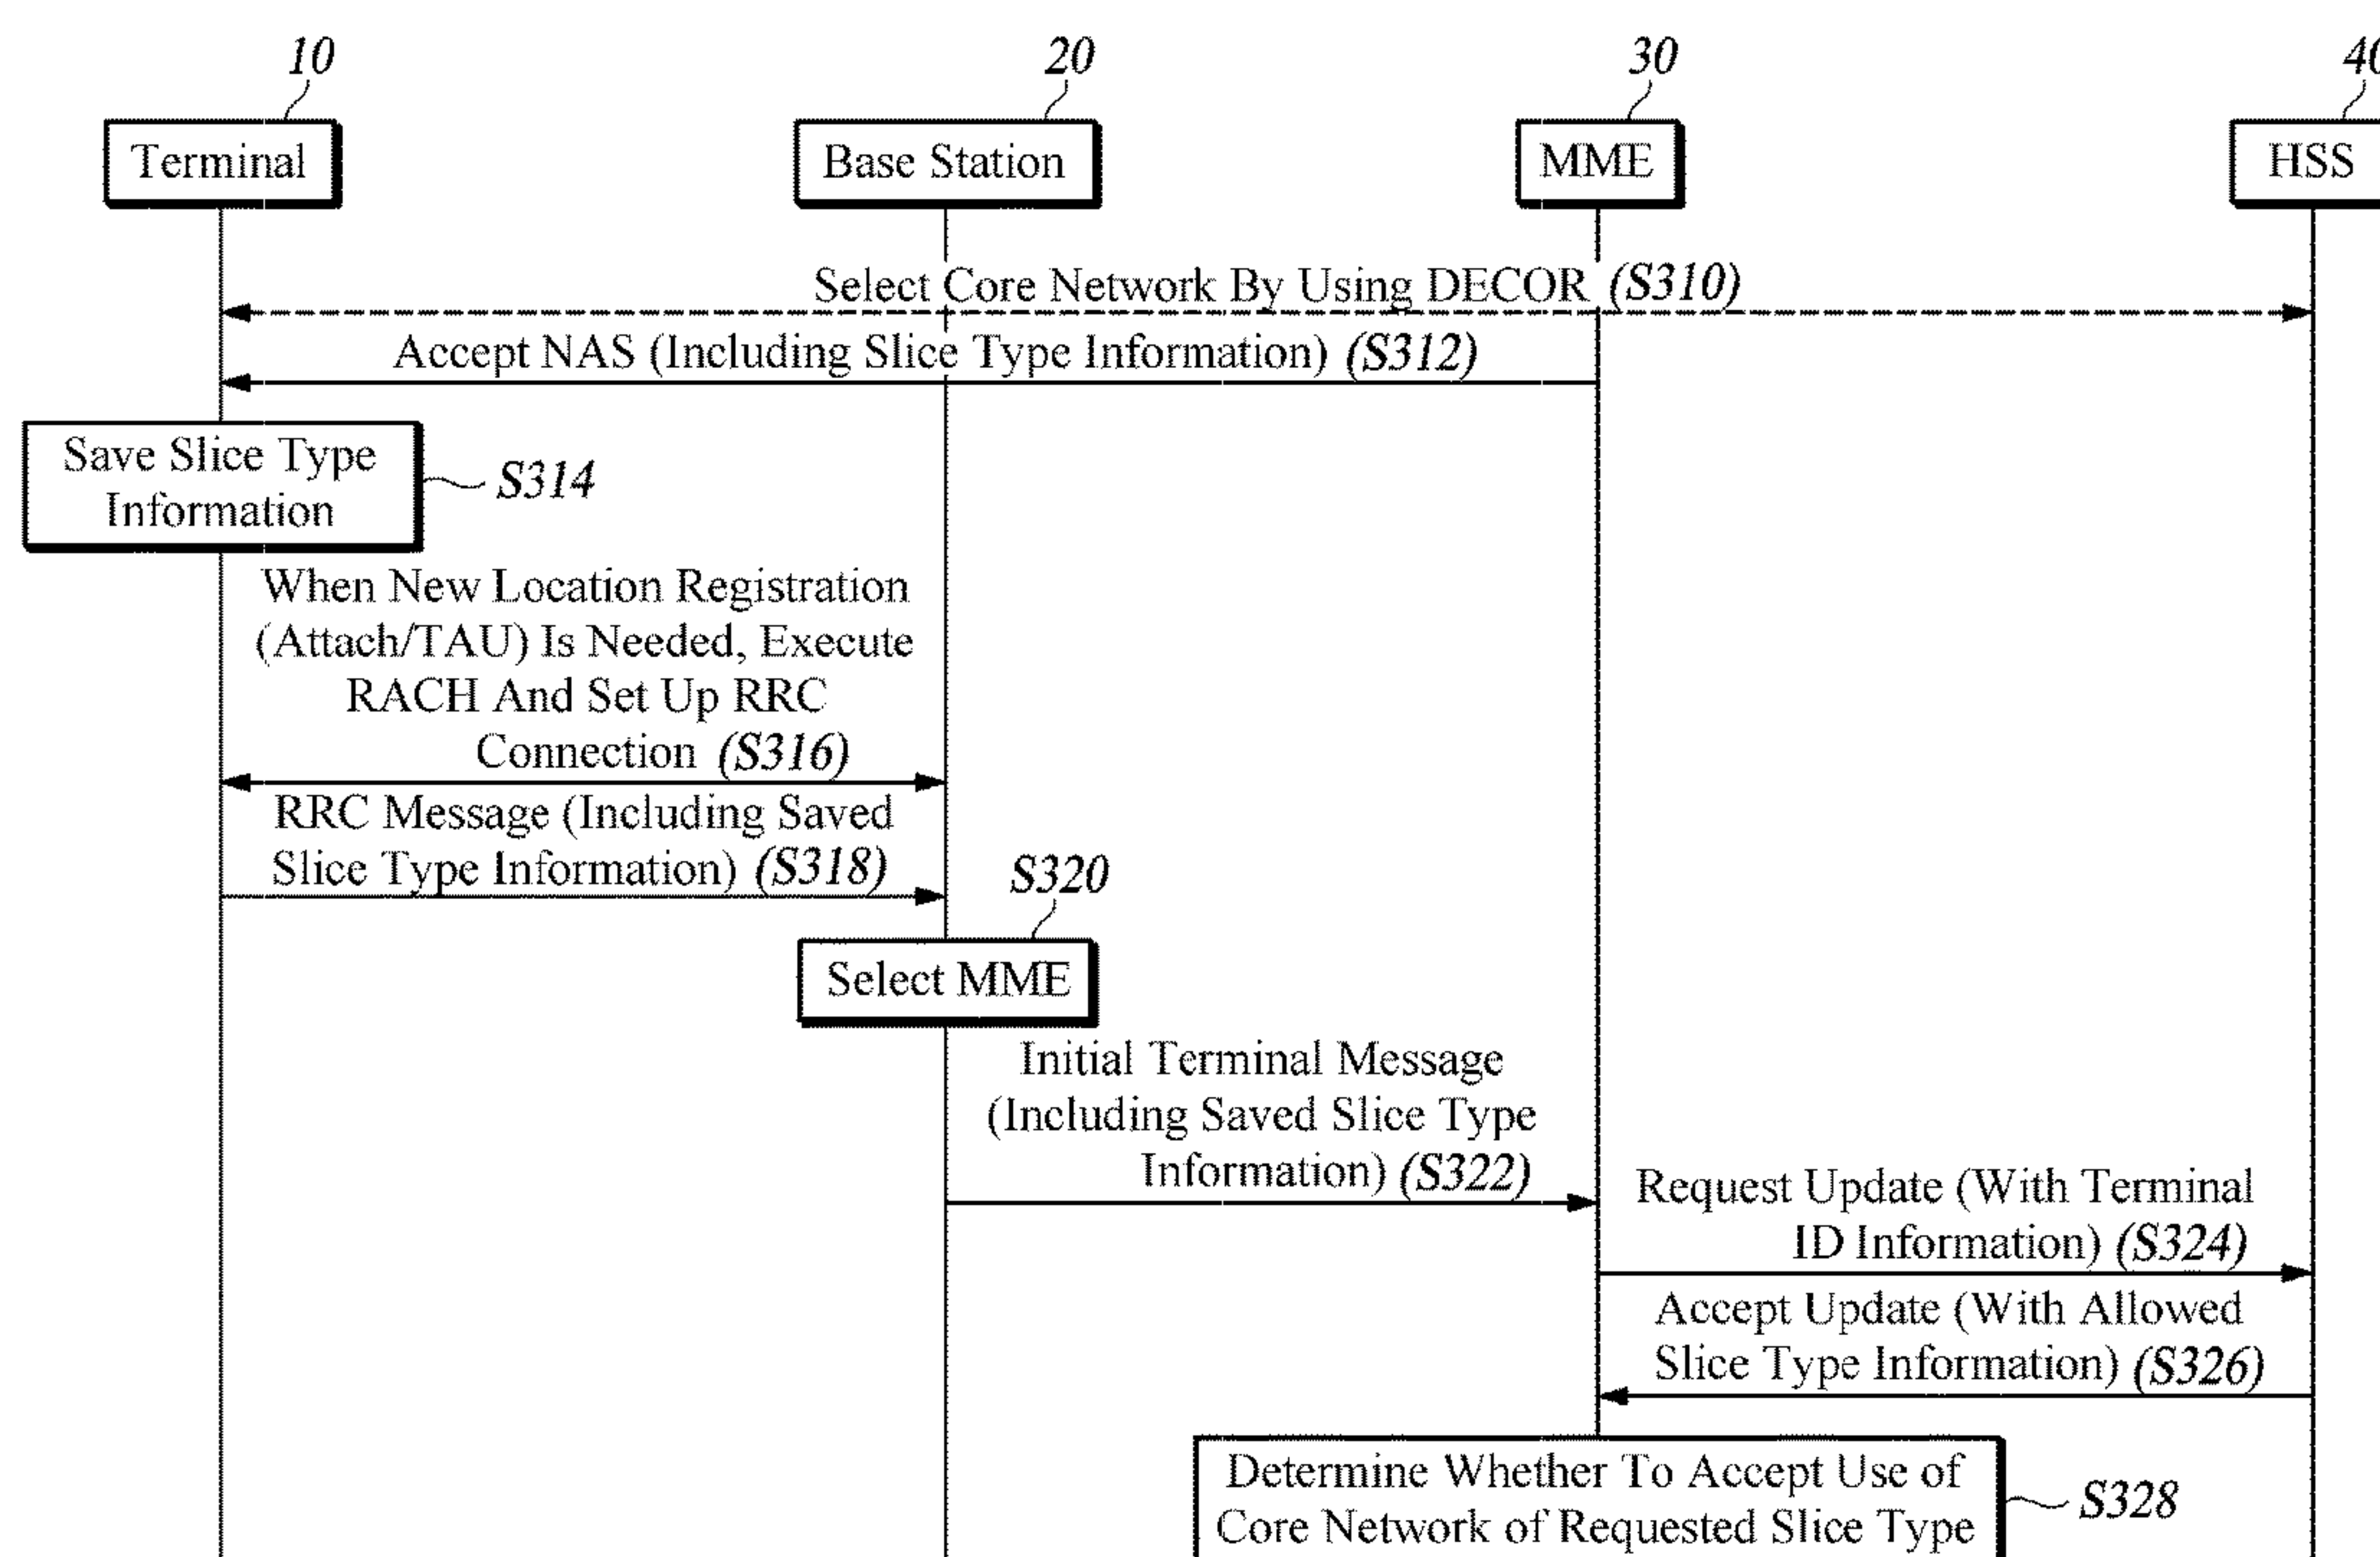 10
20
30
40
Terminal
Base Station
MME
HSS
Select Core Network By Using DECOR (S310)
Accept NAS (Including Slice Type Information) (S312)
Save Slice Type
Information
S314
When New Location Registration
(Attach/TAU) Is Needed, Execute
RACH And Set Up RRC
Connection (S316)
RRC Message (Including Saved
Slice Type Information) (S318)
S320
Select MME
Initial Terminal Message
(Including Saved Slice Type
Information) (S322)
Request Update (With Terminal
ID Information) (S324)
Accept Update (With Allowed
Slice Type Information) (S326)
Determine Whether To Accept Use of
Core Network of Requested Slice Type
S328